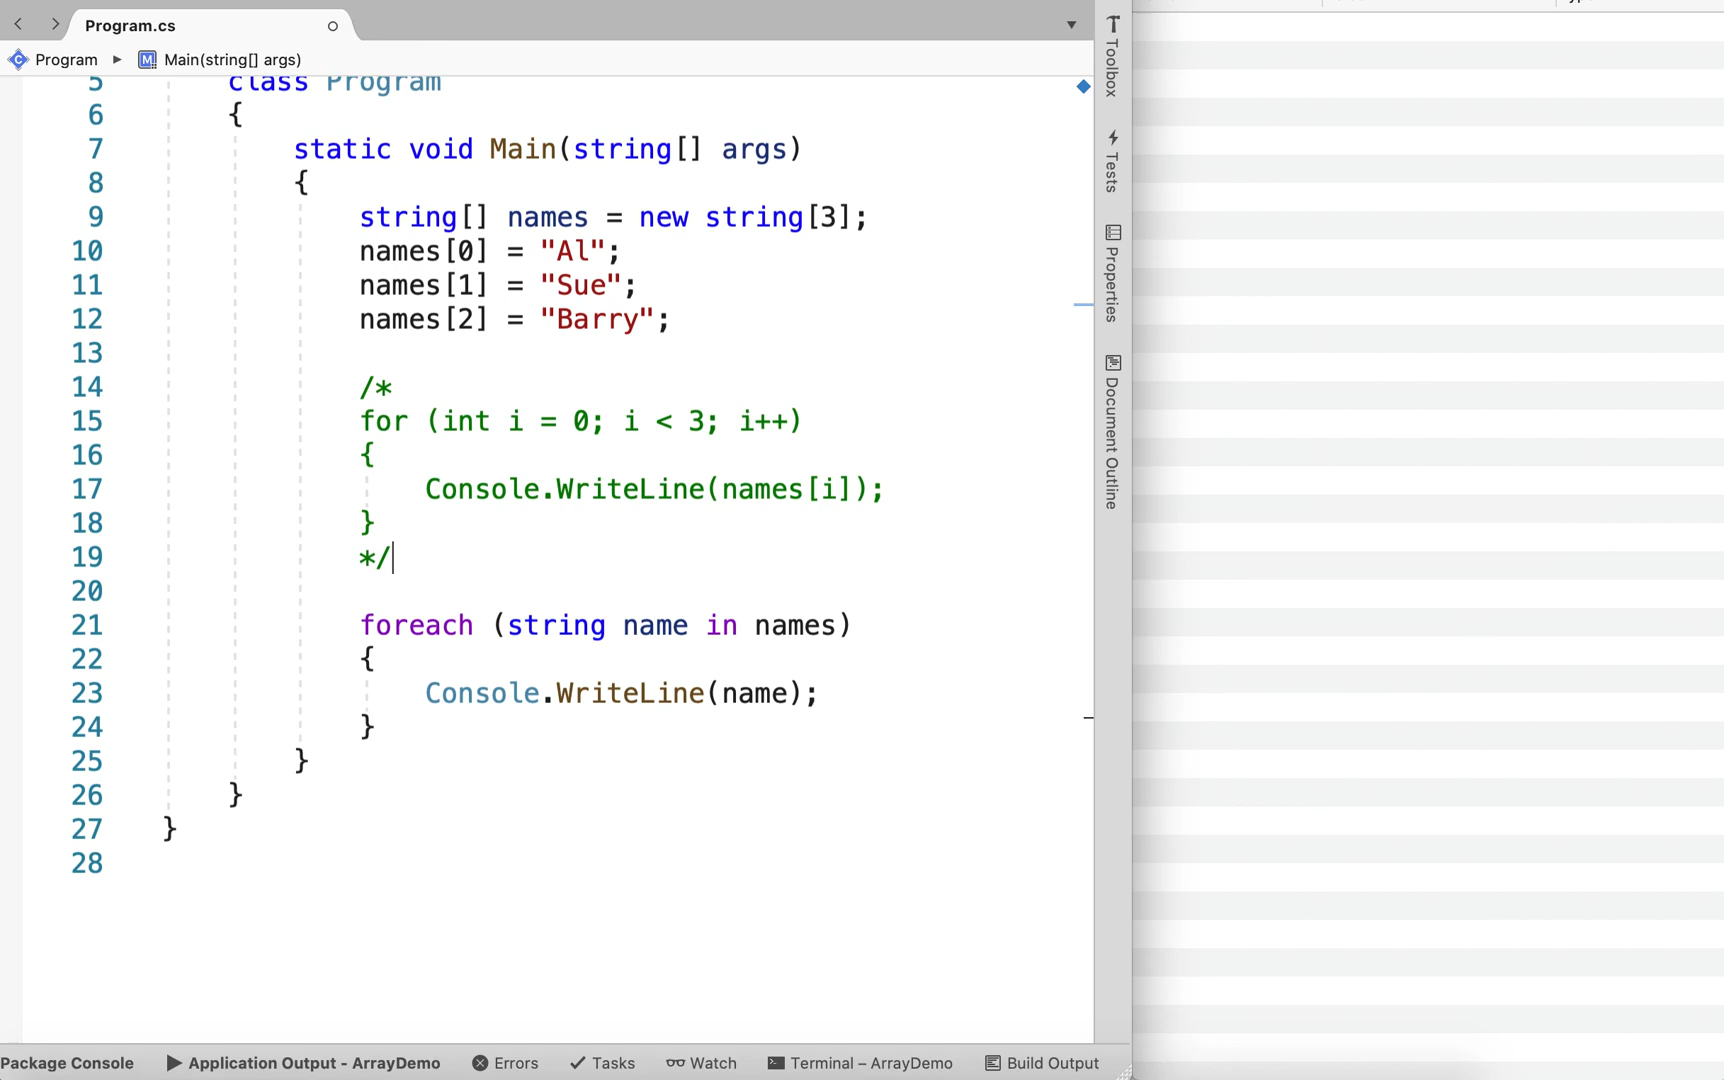 Program.cs
Program ▸ Main(string[] args)
5 class Program
6 {
7 static void Main(string[] args)
8 {
9 string[] names = new string[3];
10 names[0] = "Al";
11 names[1] = "Sue";
12 names[2] = "Barry";
13
14 /*
15 for (int i = 0; i < 3; i++)
16 {
17 Console.WriteLine(names[i]);
18 }
19 */
20
21 foreach (string name in names)
22 {
23 Console.WriteLine(name);
24 }
25 }
26 }
27 }
28
Toolbox
Tests
Properties
Document Outline
Package Console Application Output - ArrayDemo Errors Tasks Watch Terminal – ArrayDemo Build Output